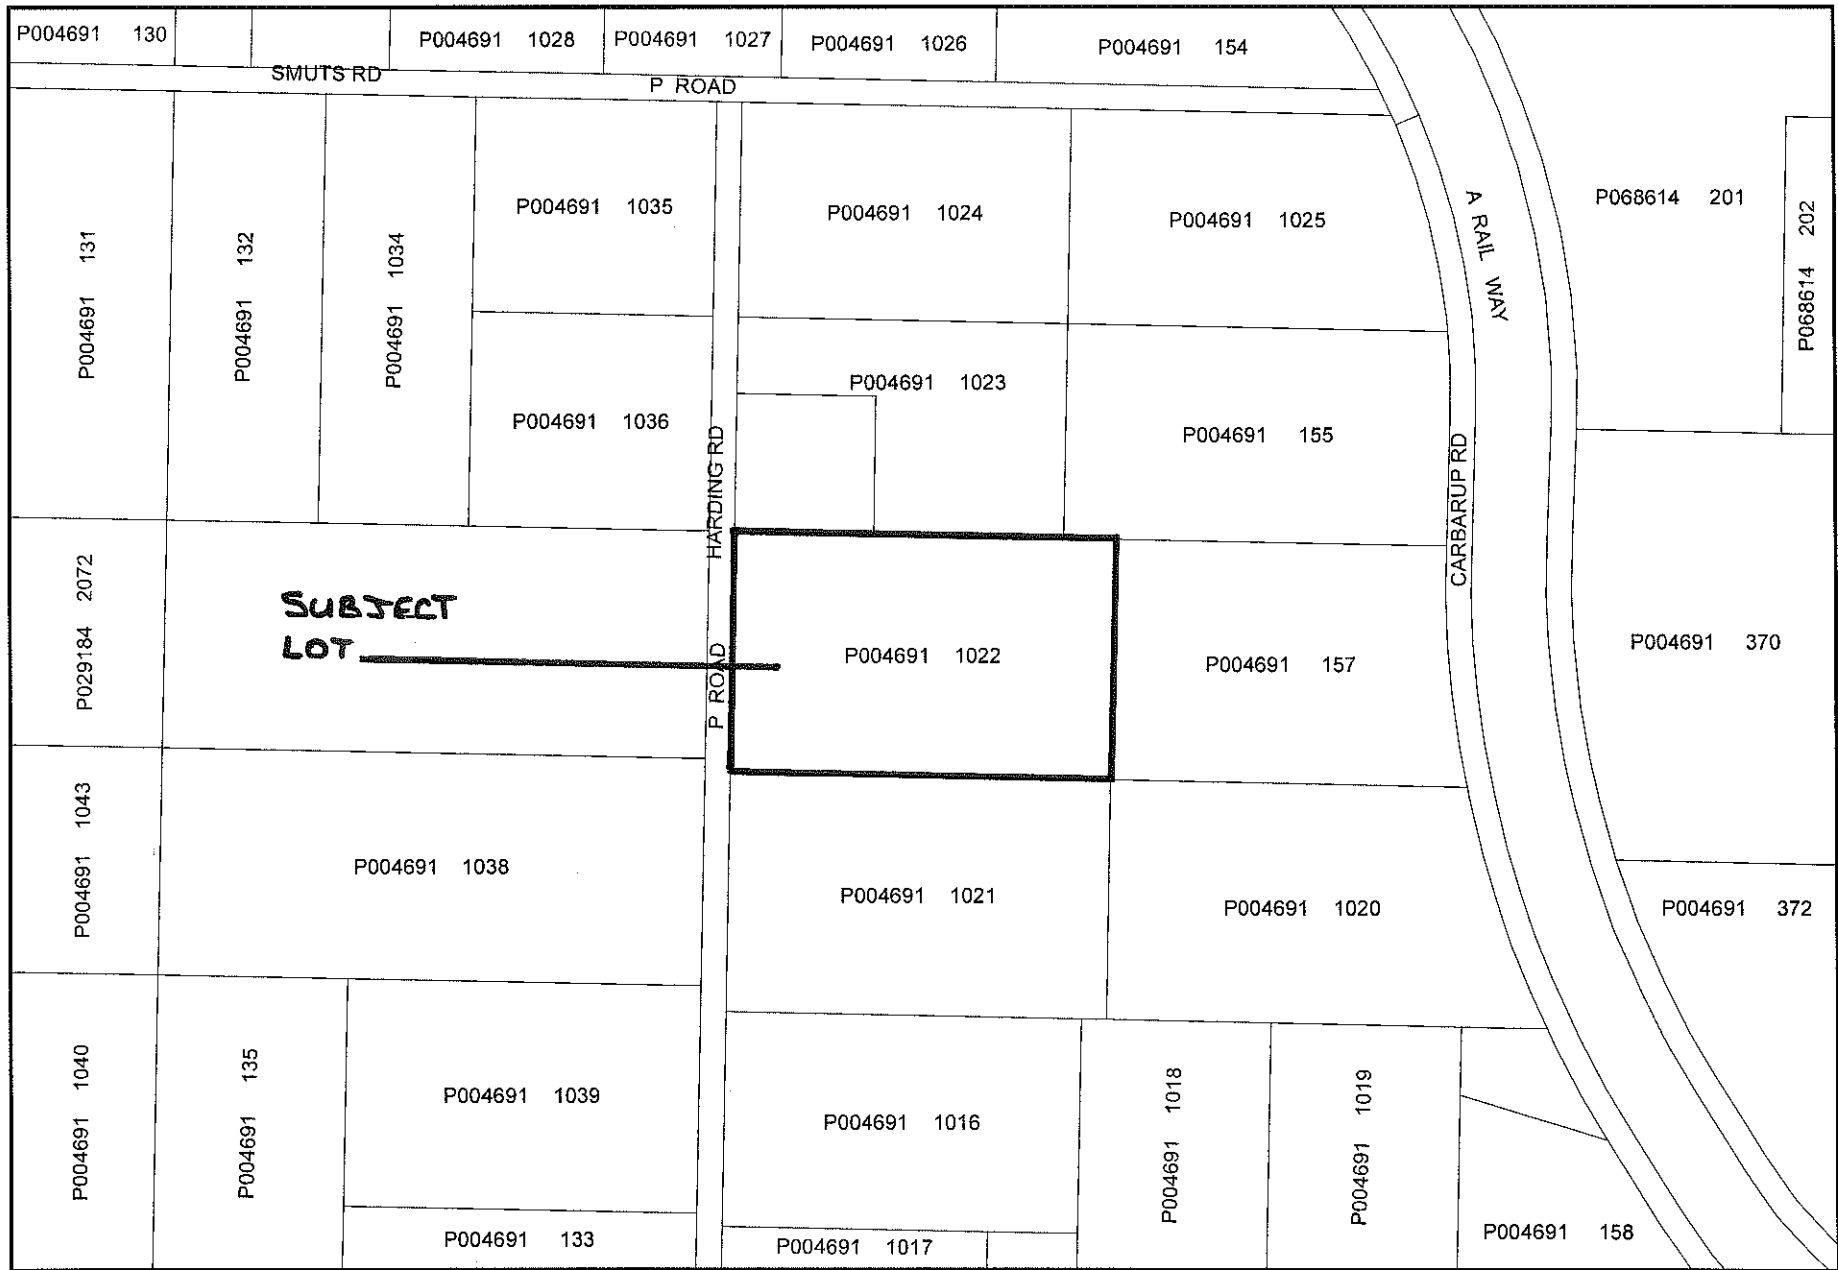 P004691 130
P004691 1028
P004691 1027
P004691 1026
P004691 154
SMUTS RD
P ROAD
P004691 131
P004691 132
P004691 1034
P004691 1035
P004691 1024
P004691 1025
A RAIL WAY
P068614 201
P068614 202
P004691 1036
HARDING RD
P004691 1023
P004691 155
CARBARUP RD
P029184 2072
SUBJECT
LOT
P ROAD
P004691 1022
P004691 157
P004691 370
P004691 1043
P004691 1038
P004691 1021
P004691 1020
P004691 372
P004691 1040
P004691 135
P004691 1039
P004691 1016
P004691 1018
P004691 1019
P004691 133
P004691 1017
P004691 158